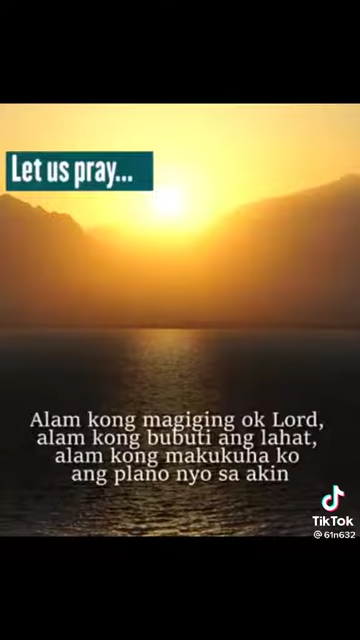 Let us pray...
Alam kong magiging ok Lord,
alam kong bubuti ang lahat,
alam kong makukuha ko
ang plano nyo sa akin
TikTok
@ 61n632